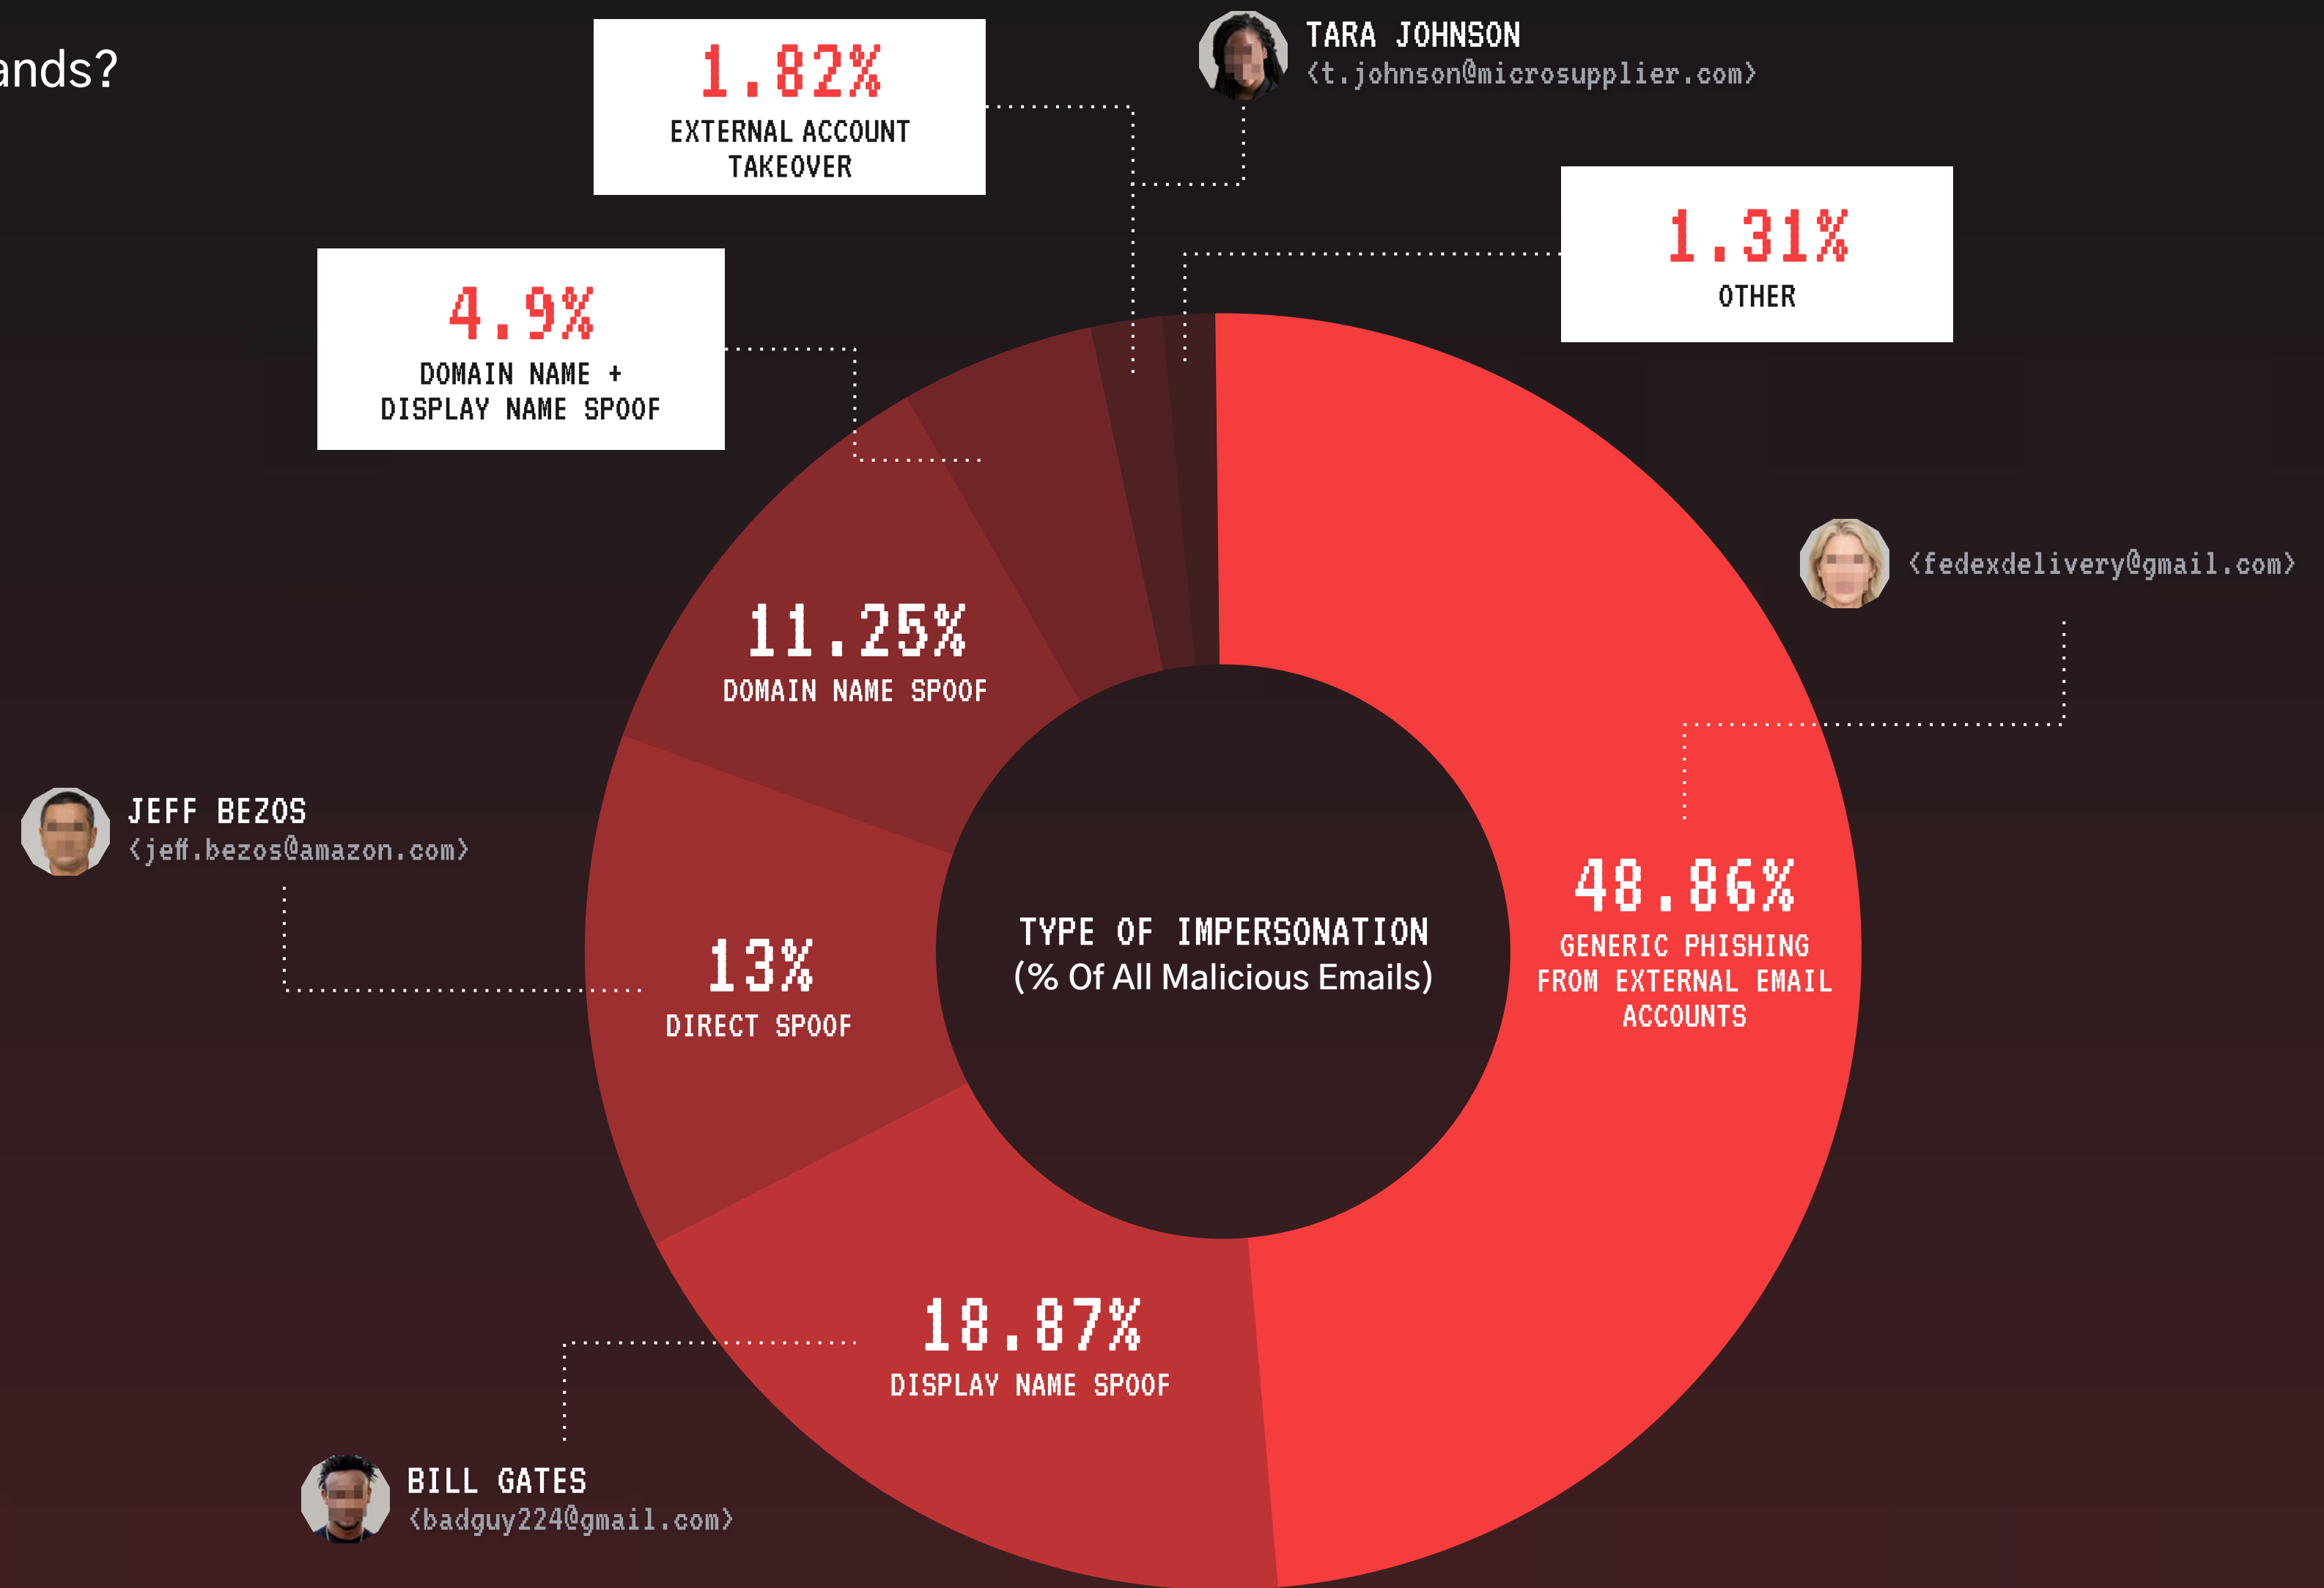 ands?
1.82%
EXTERNAL ACCOUNT
TAKEOVER
TARA JOHNSON
<t.johnson@microsupplier.com>
1.31%
OTHER
4.9%
DOMAIN NAME +
DISPLAY NAME SPOOF
<fedexdelivery@gmail.com>
11.25%
DOMAIN NAME SPOOF
JEFF BEZOS
<jeff.bezos@amazon.com>
48.86%
GENERIC PHISHING
FROM EXTERNAL EMAIL
ACCOUNTS
TYPE OF IMPERSONATION
(% Of All Malicious Emails)
13%
DIRECT SPOOF
18.87%
DISPLAY NAME SPOOF
BILL GATES
<badguy224@gmail.com>